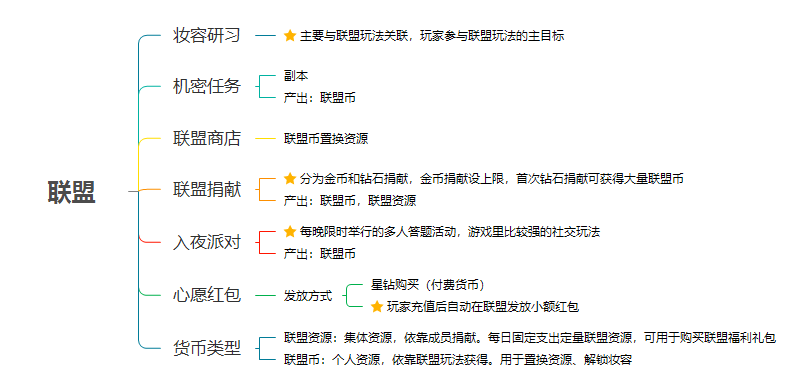 联盟
妆容研习
主要与联盟玩法关联，玩家参与联盟玩法的主目标
机密任务
副本
产出：联盟币
联盟商店
联盟币置换资源
联盟捐献
分为金币和钻石捐献，金币捐献设上限，首次钻石捐献可获得大量联盟币
产出：联盟币，联盟资源
入夜派对
每晚限时举行的多人答题活动，游戏里比较强的社交玩法
产出：联盟币
心愿红包
发放方式
星钻购买（付费货币）
玩家充值后自动在联盟发放小额红包
货币类型
联盟资源：集体资源，依靠成员捐献。每日固定支出定量联盟资源，可用于购买联盟福利礼包
联盟币：个人资源，依靠联盟玩法获得。用于置换资源、解锁妆容